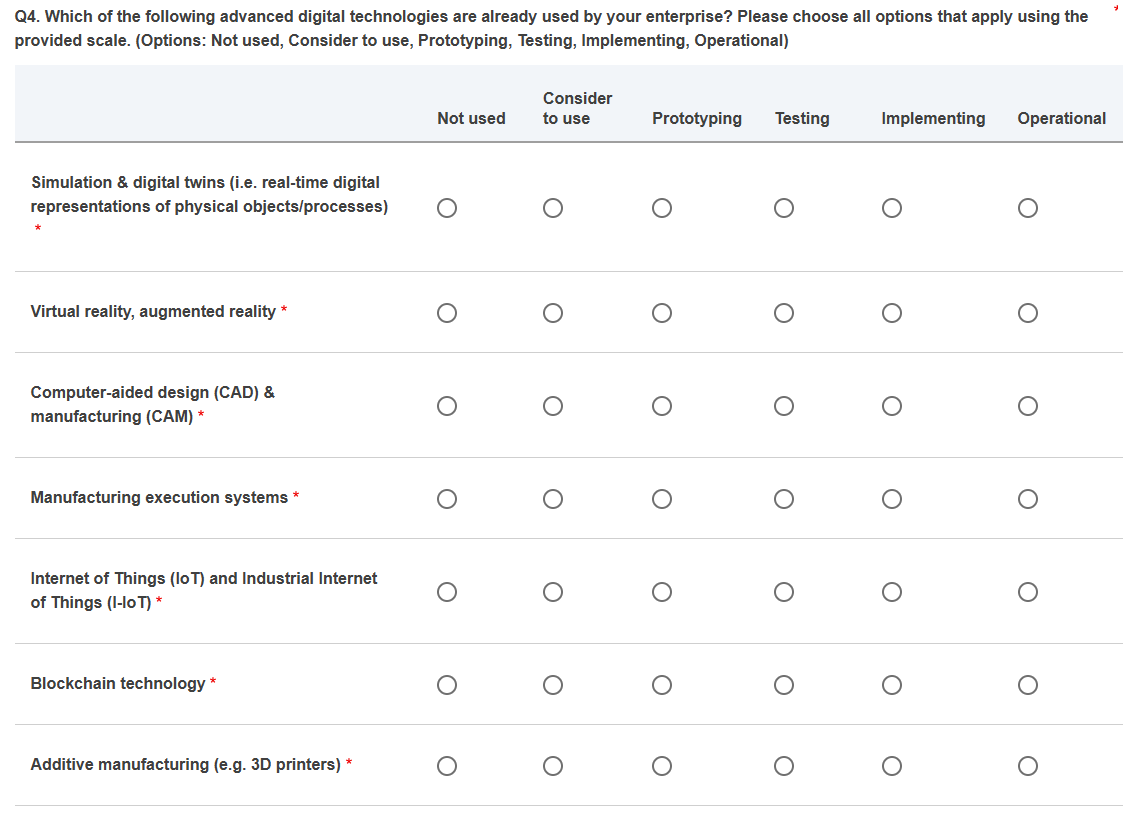 Q4. Which of the following advanced digital technologies are already used by your enterprise? Please choose all options that apply using the *
provided scale. (Options: Not used, Consider to use, Prototyping, Testing, Implementing, Operational)
Not used Consider to use Prototyping Testing Implementing Operational
Simulation & digital twins (i.e. real-time digital
representations of physical objects/processes)
*
Virtual reality, augmented reality *
Computer-aided design (CAD) &
manufacturing (CAM) *
Manufacturing execution systems *
Internet of Things (IoT) and Industrial Internet
of Things (I-IoT) *
Blockchain technology *
Additive manufacturing (e.g. 3D printers) *